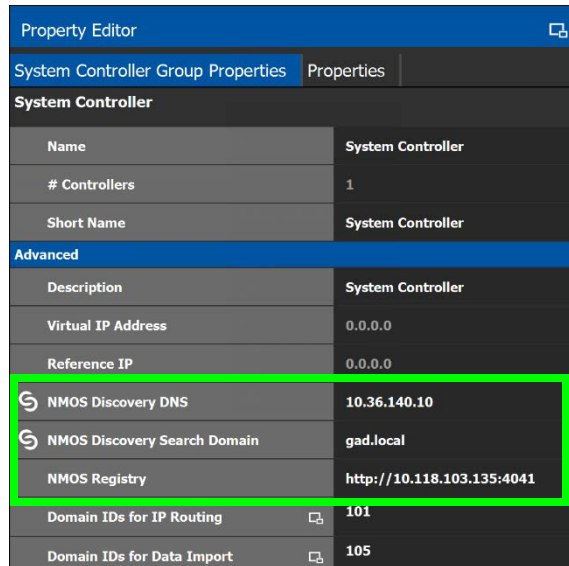 Property Editor
System Controller Group Properties Properties
System Controller
Name System Controller
# Controllers 1
Short Name System Controller
Advanced
Description System Controller
Virtual IP Address 0.0.0.0
Reference IP 0.0.0.0
NMOS Discovery DNS 10.36.140.10
NMOS Discovery Search Domain gad.local
NMOS Registry http://10.118.103.135:4041
Domain IDs for IP Routing 101
Domain IDs for Data Import 105